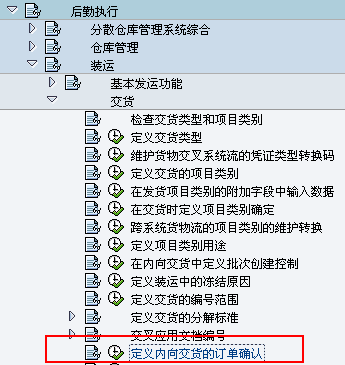 后勤执行
分散仓库管理系统综合
仓库管理
装运
基本发运功能
交货
检查交货类型和项目类别
定义交货类型
维护货物交叉系统流的凭证类型转换码
定义交货的项目类别
在发货项目类别的附加字段中输入数据
在交货时定义项目类别确定
跨系统货物流的项目类别的维护转换
定义项目类别用途
在内向交货中定义批次创建控制
定义装运中的冻结原因
定义交货的编号范围
定义交货的分解标准
交叉应用文档编号
定义内向交货的订单确认